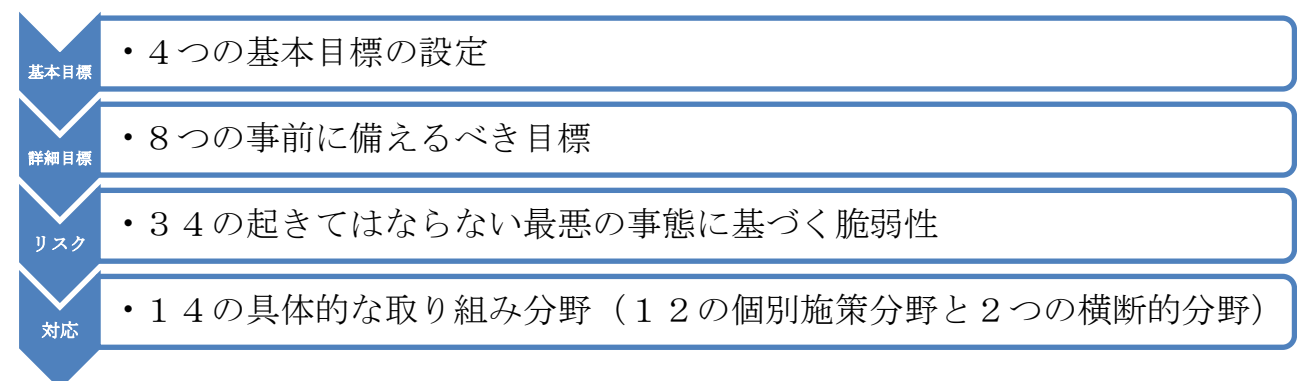 基本目標
・４つの基本目標の設定
詳細目標
・８つの事前に備えるべき目標
リスク
・３４の起きてはならない最悪の事態に基づく脆弱性
対応
・１４の具体的な取り組み分野（１２の個別施策分野と２つの横断的分野）